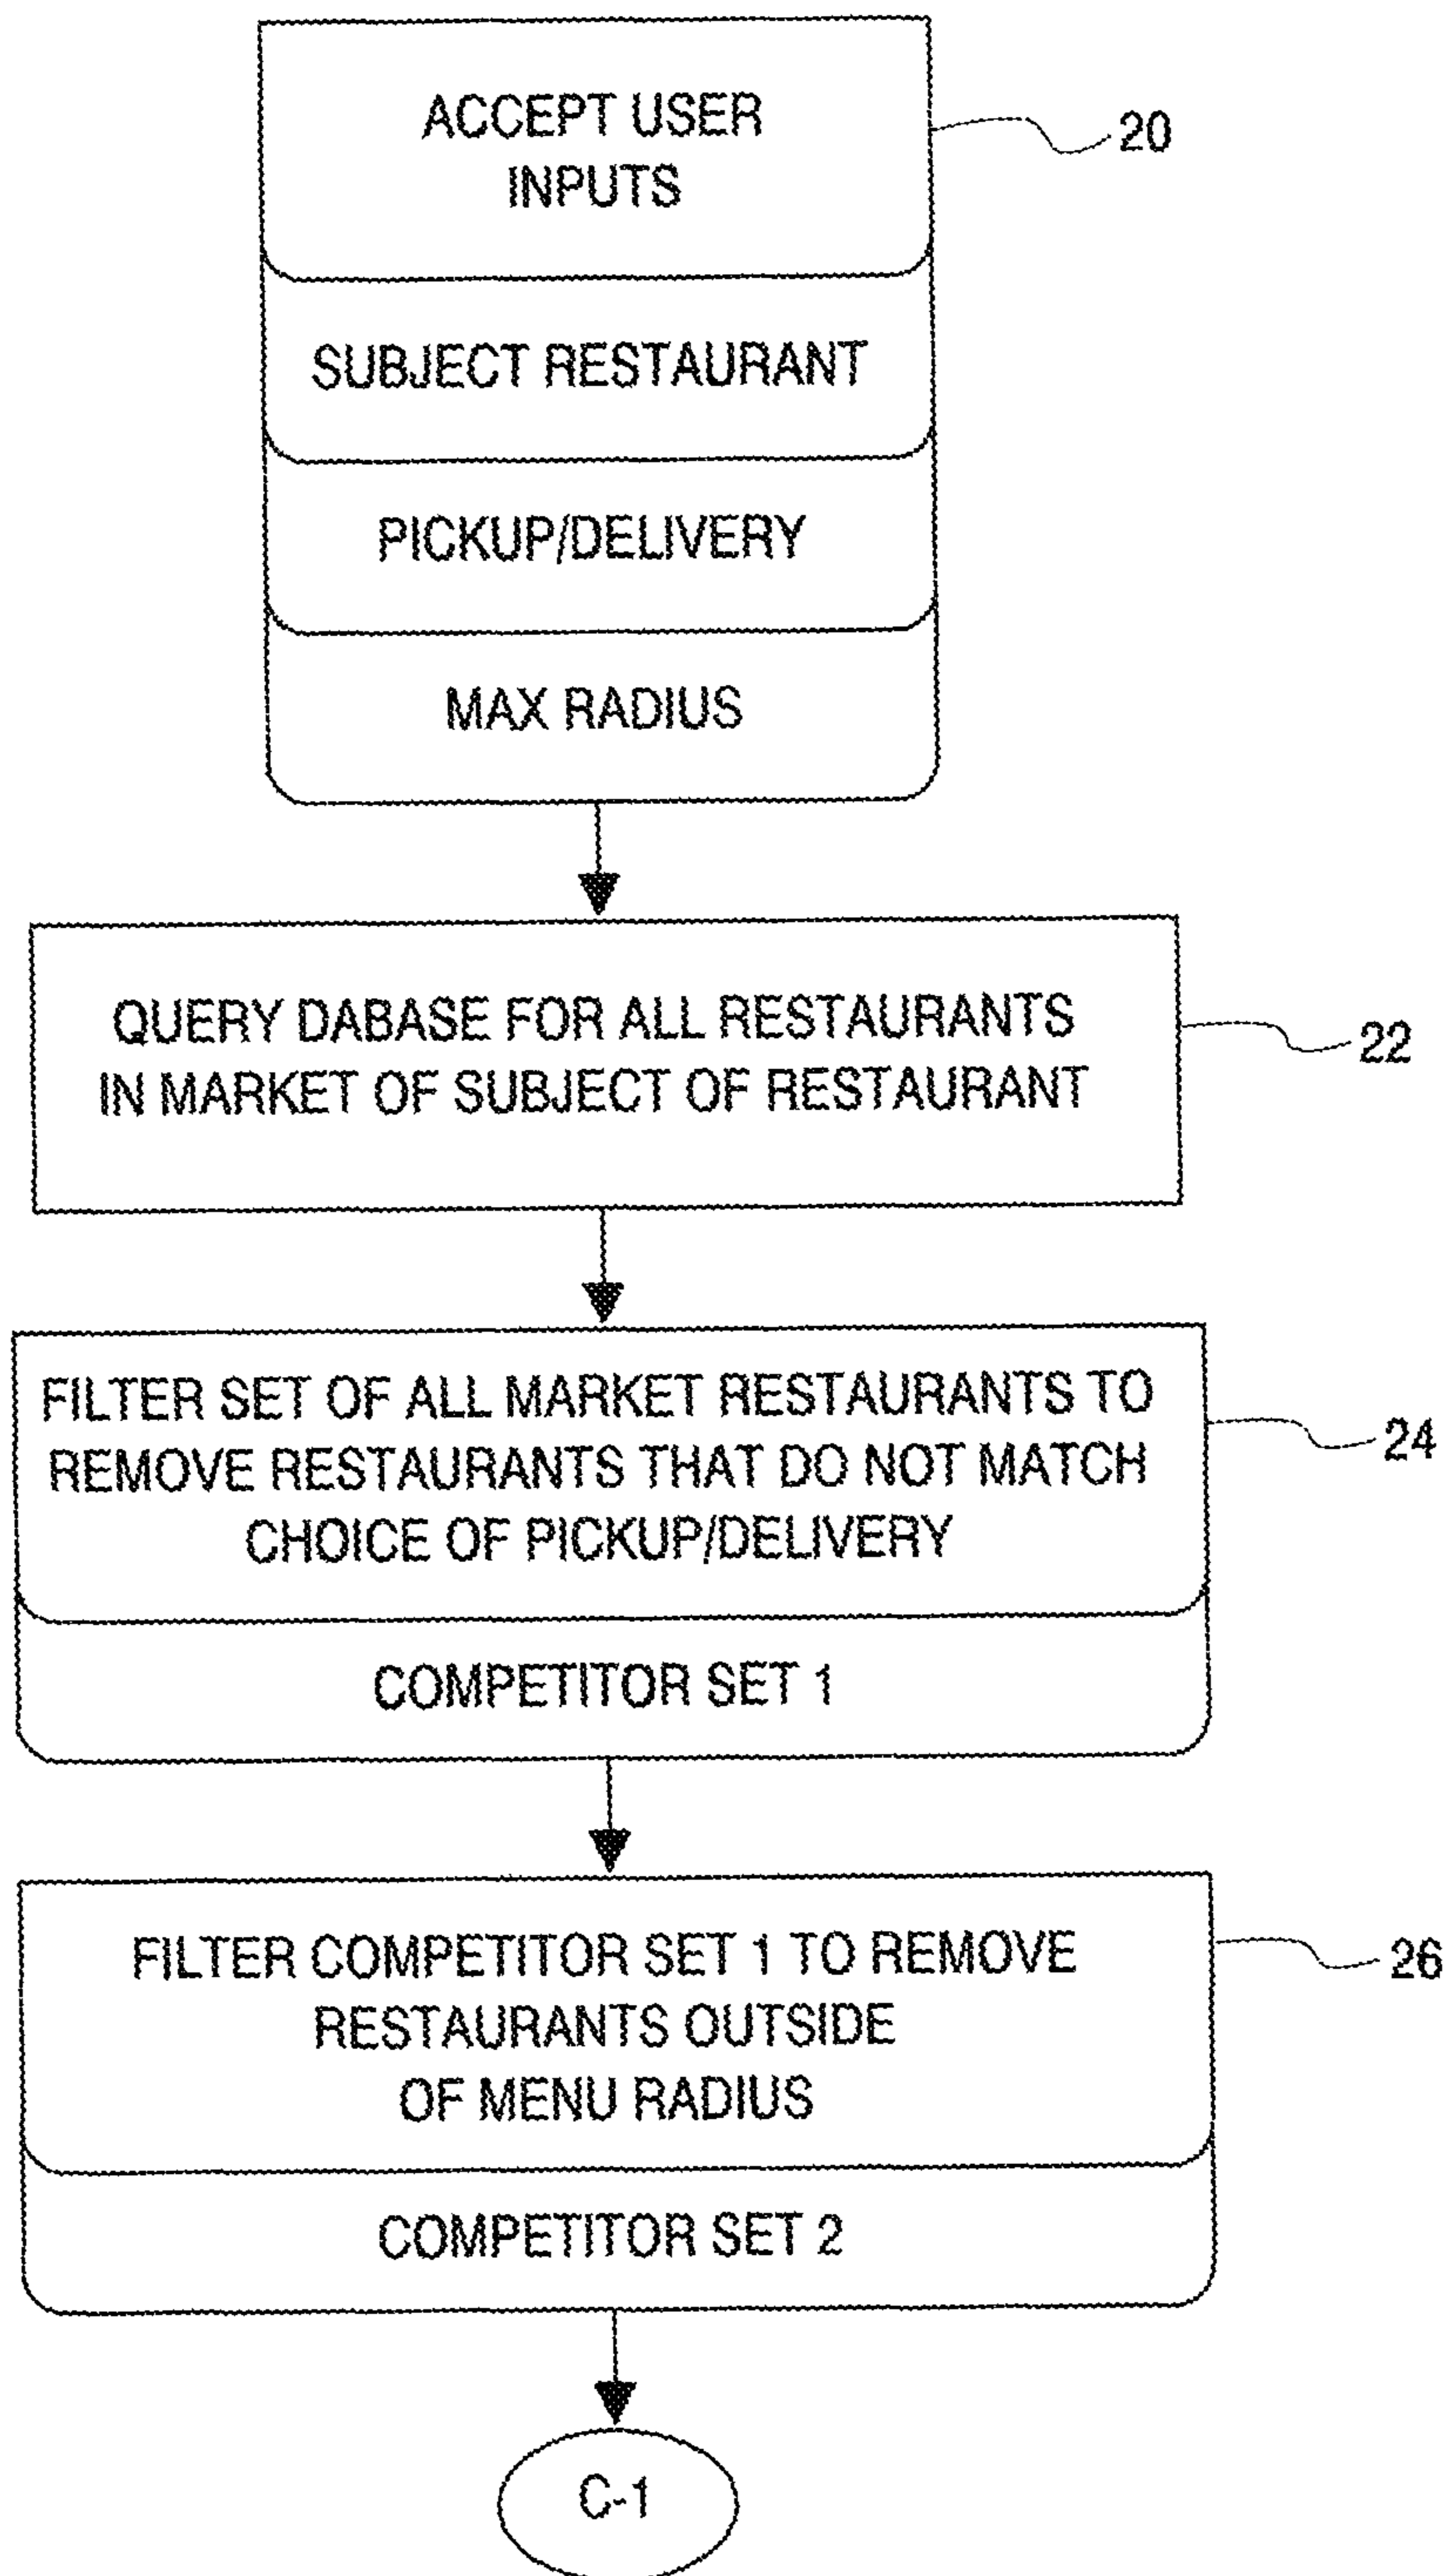 ACCEPT USER
INPUTS
20
SUBJECT RESTAURANT
PICKUP/DELIVERY
MAX RADIUS
QUERY DABASE FOR ALL RESTAURANTS
IN MARKET OF SUBJECT OF RESTAURANT
22
FILTER SET OF ALL MARKET RESTAURANTS TO
REMOVE RESTAURANTS THAT DO NOT MATCH
CHOICE OF PICKUP/DELIVERY
24
COMPETITOR SET 1
FILTER COMPETITOR SET 1 TO REMOVE
RESTAURANTS OUTSIDE
OF MENU RADIUS
26
COMPETITOR SET 2
C-1